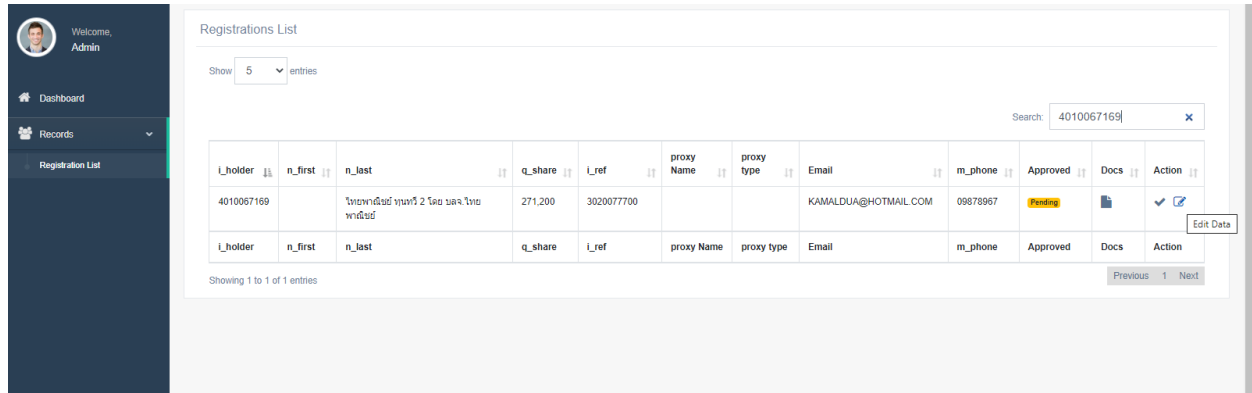 Welcome,
Admin
Dashboard
Records
Registration List
Registrations List
Show 5 entries
Search: 4010067169
i_holder n_first n_last q_share i_ref proxy Name proxy type Email m_phone Approved Docs Action
4010067169 ไทยพาณิชย์ ทุนทวี 2 โดย บลจ.ไทย 271,200 3020077700 KAMALDUA@HOTMAIL.COM 09878967 Pending
พาณิชย์
Edit Data
i_holder n_first n_last q_share i_ref proxy Name proxy type Email m_phone Approved Docs Action
Showing 1 to 1 of 1 entries
Previous 1 Next